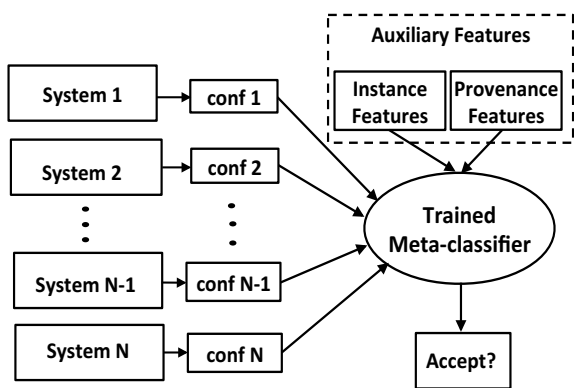 Auxiliary Features
Instance
Features
Provenance
Features
System 1
conf 1
System 2
conf 2
System N-1
conf N-1
System N
conf N
Trained
Meta-classifier
Accept?